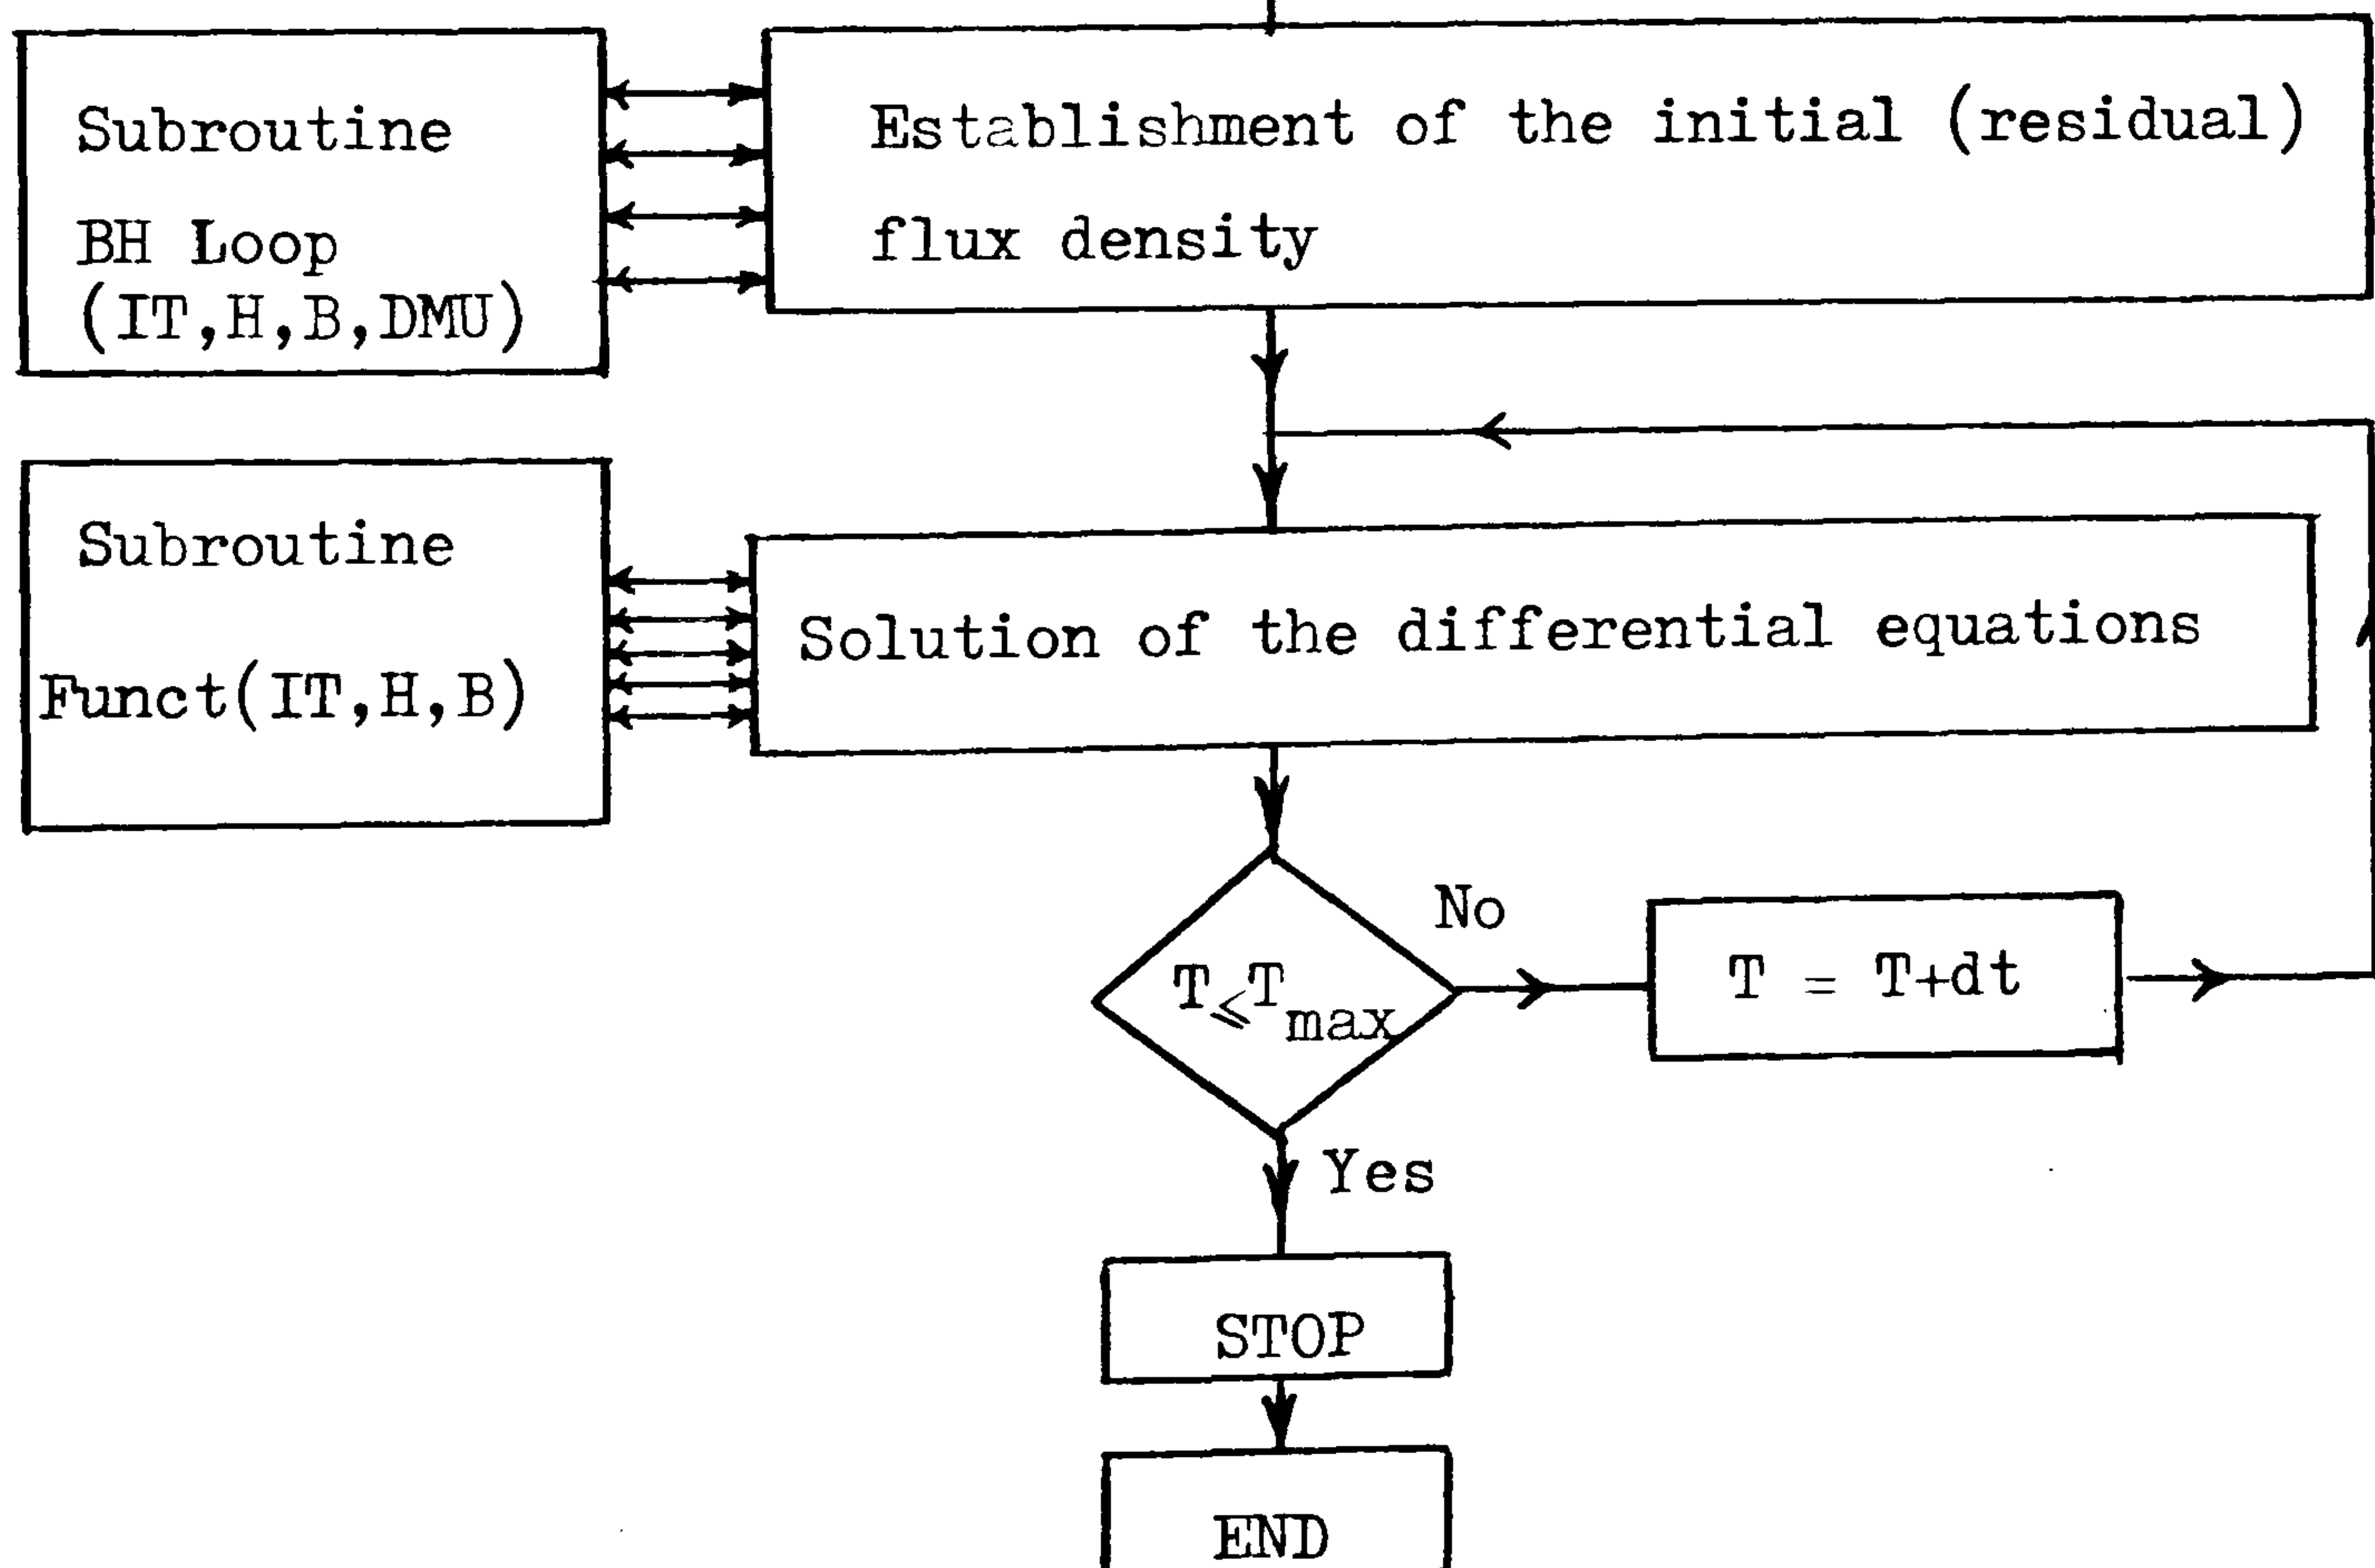 Subroutine
BH Loop
(IT,H,B,DMU)
Establishment of the initial (residual)
flux density
Subroutine
Funct(IT,H,B)
Solution of the differential equations
T⩽Tmax
No
T = T+dt
Yes
STOP
END